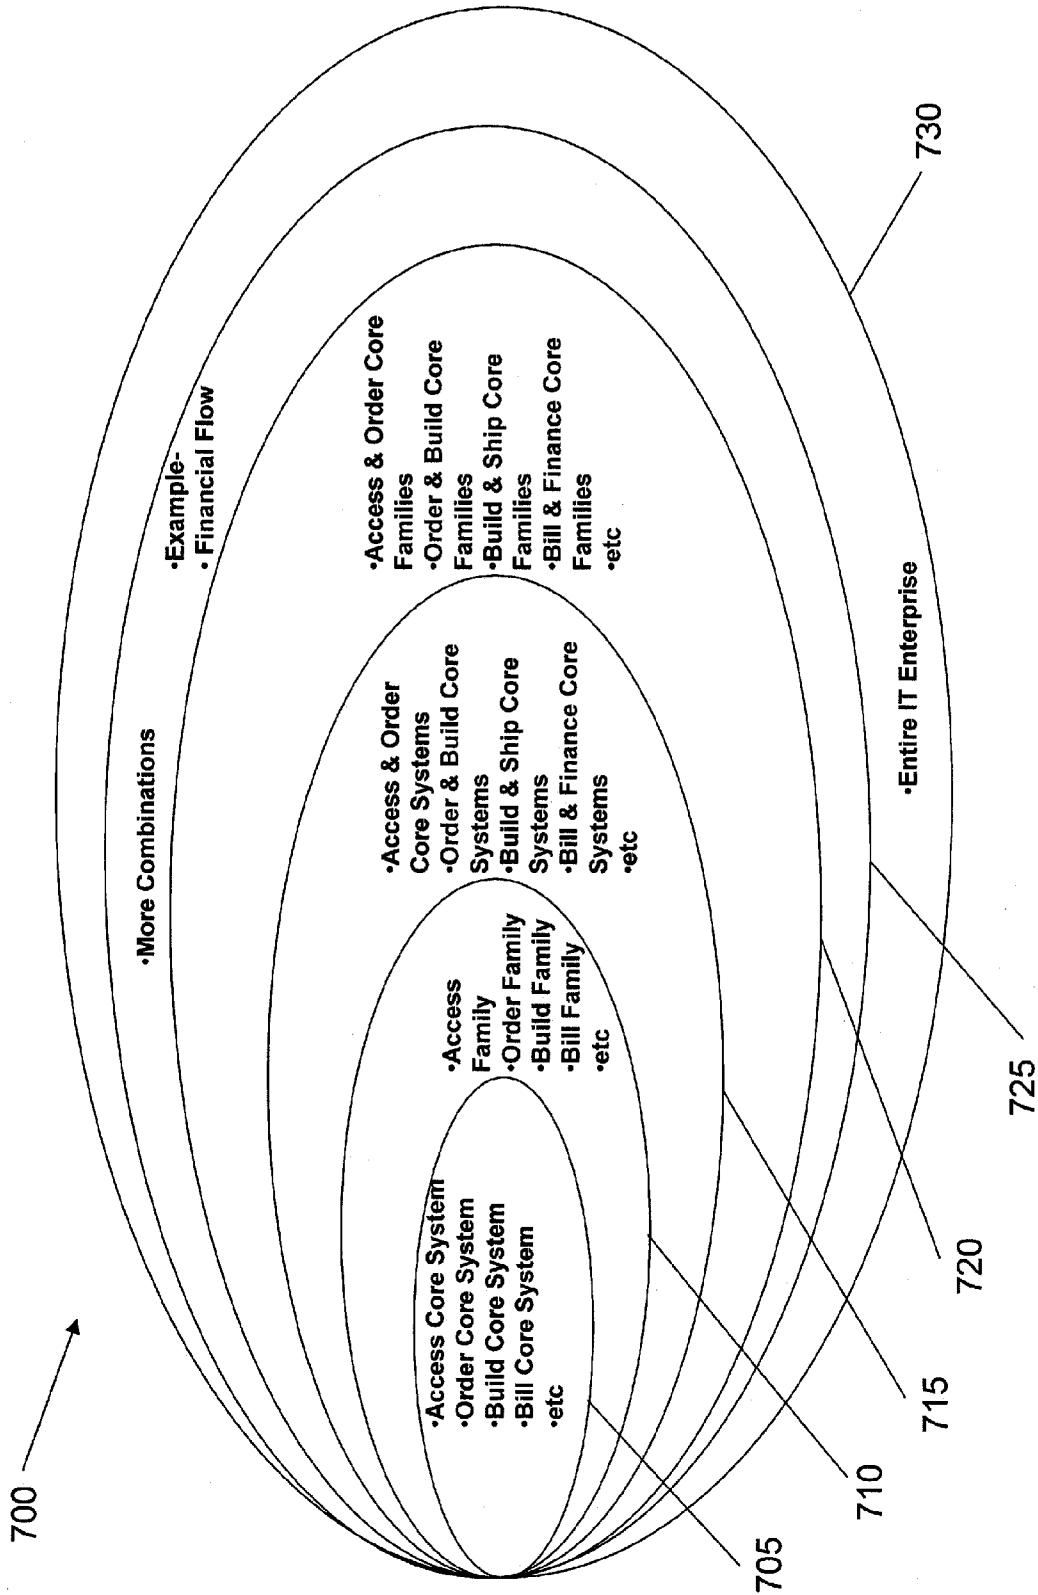 700
•More Combinations
•Example-
• Financial Flow
•Access Core System
•Order Core System
•Build Core System
•Bill Core System
•etc
•Access
Family
•Order Family
•Build Family
•Bill Family
•etc
•Access & Order
Core Systems
•Order & Build Core
Systems
•Build & Ship Core
Systems
•Bill & Finance Core
Systems
•etc
•Access & Order Core
Families
•Order & Build Core
Families
•Build & Ship Core
Families
•Bill & Finance Core
Families
•etc
•Entire IT Enterprise
705
710
715
720
725
730